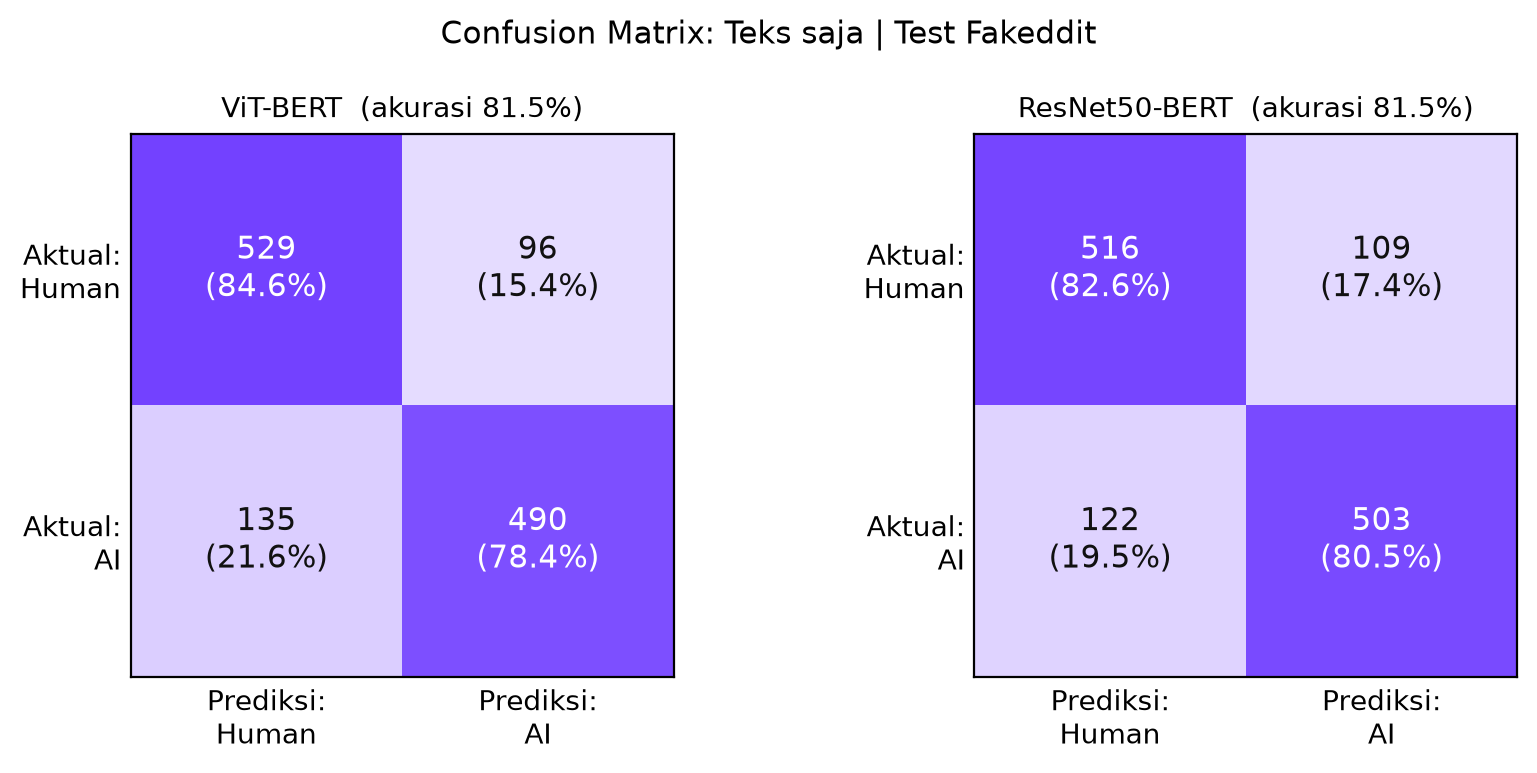 Confusion Matrix: Teks saja | Test Fakeddit
ViT-BERT  (akurasi 81.5%)
Aktual:
Human
529
(84.6%)
96
(15.4%)
Aktual:
AI
135
(21.6%)
490
(78.4%)
Prediksi:
Human
Prediksi:
AI
ResNet50-BERT  (akurasi 81.5%)
Aktual:
Human
516
(82.6%)
109
(17.4%)
Aktual:
AI
122
(19.5%)
503
(80.5%)
Prediksi:
Human
Prediksi:
AI